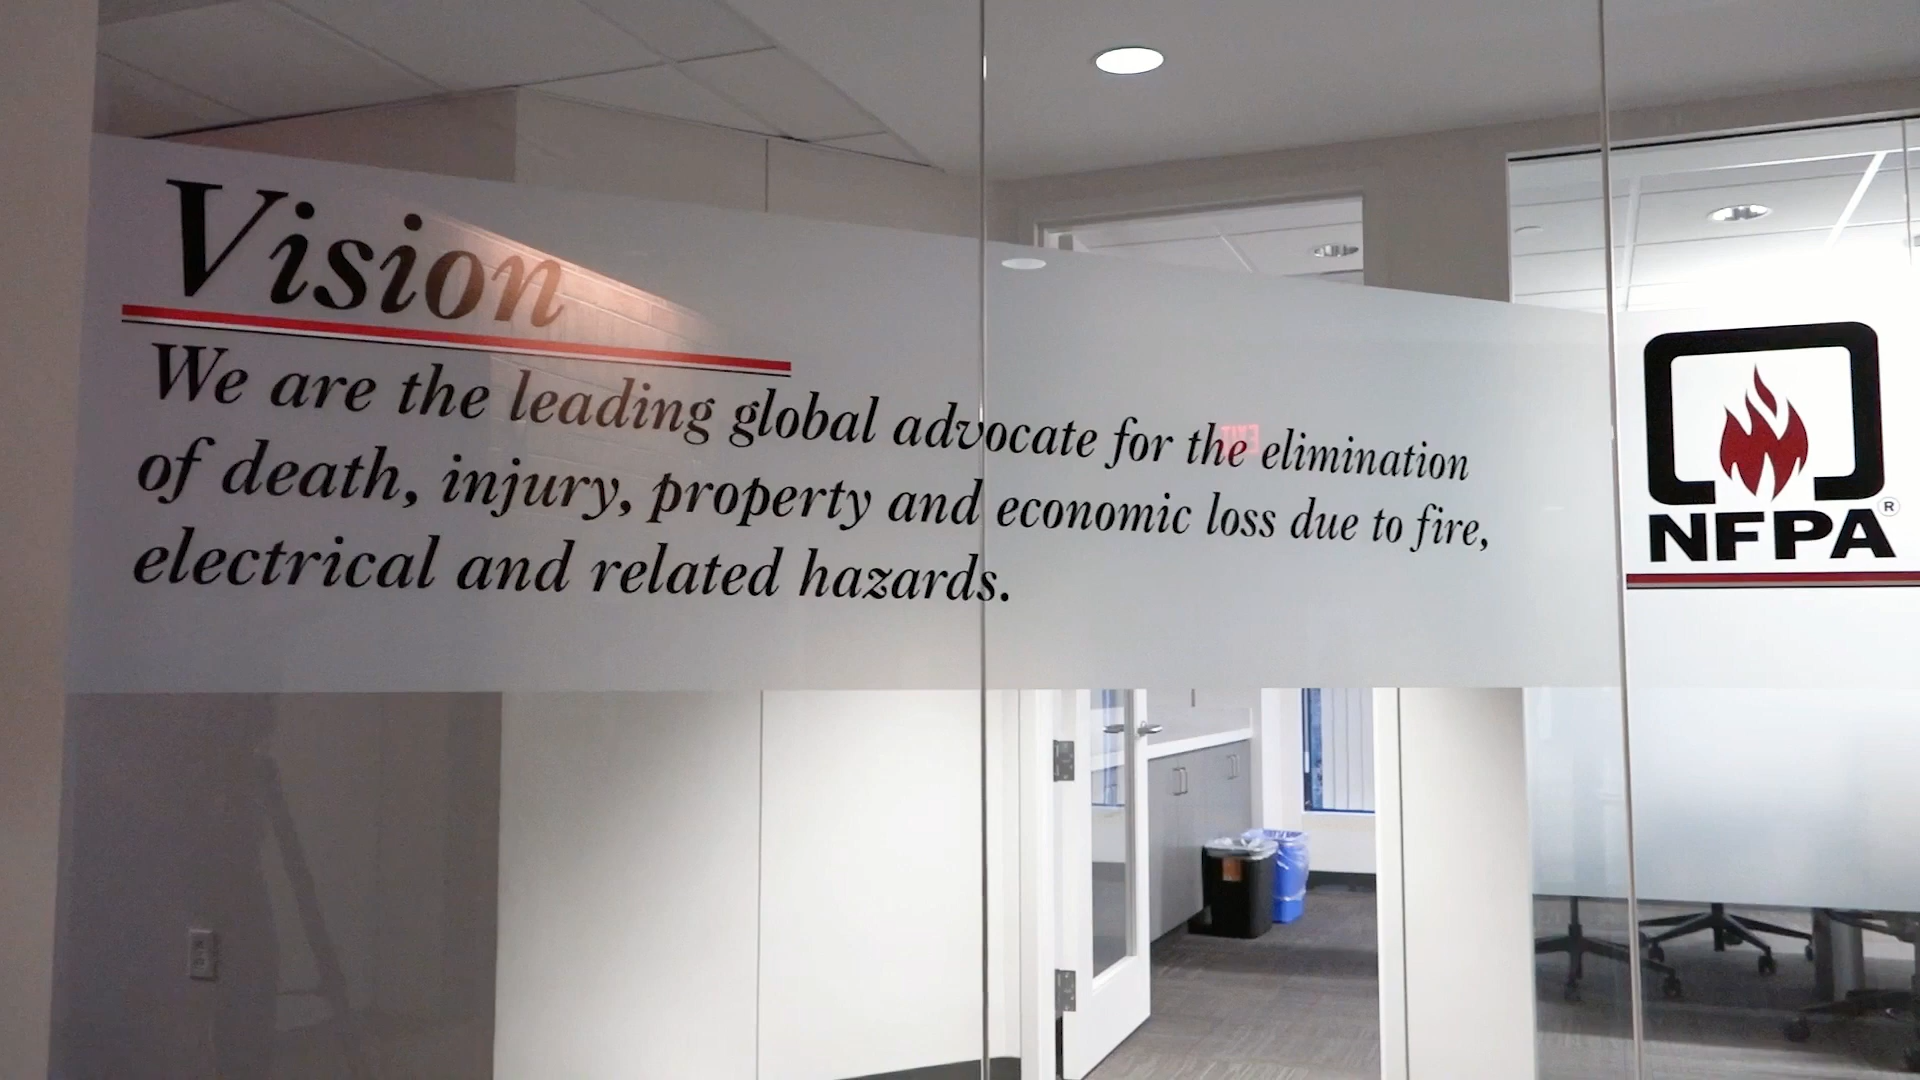 Vision
We are the leading global advocate for the elimination
of death, injury, property and economic loss due to fire,
electrical and related hazards.
NFPA®
EXIT